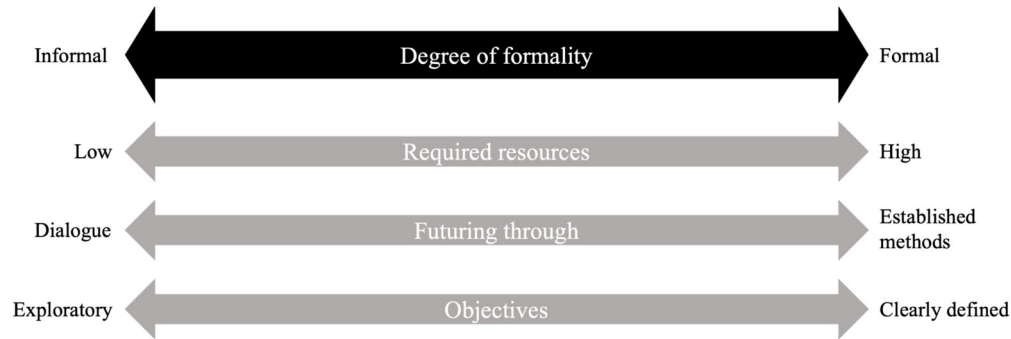 Informal Degree of formality Formal
Low Required resources High
Dialogue Futuring through Established
methods
Exploratory Objectives Clearly defined